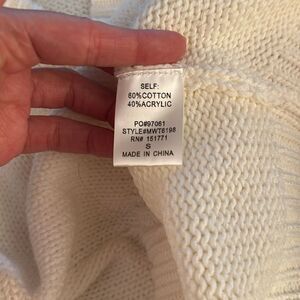 SELF:
60%COTTON
40%ACRYLIC
PO#97061
STYLE#MWT6198
RN# 151771
S
MADE IN CHINA